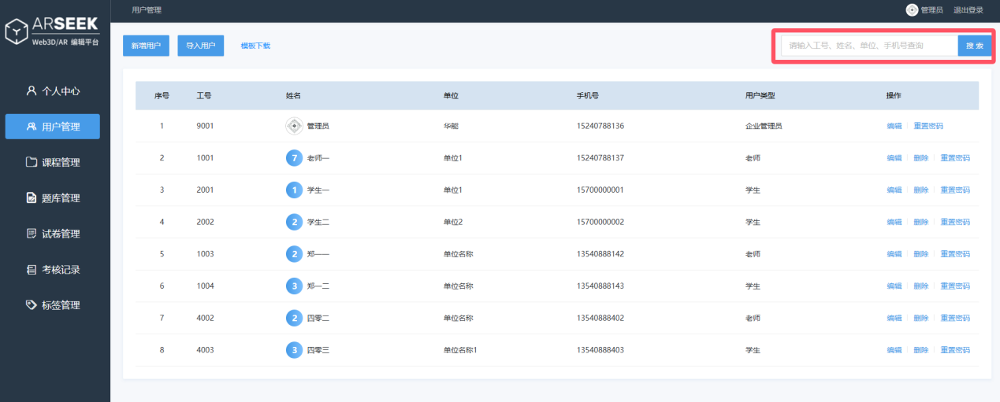 ARSEEK
Web3D/AR 编辑平台
用户管理
管理员 退出登录
新增用户 导入用户 模板下载
请输入工号、姓名、单位、手机号查询 搜 索
个人中心
用户管理
课程管理
题库管理
试卷管理
考核记录
标签管理
序号 工号 姓名 单位 手机号 用户类型 操作
1 9001 管理员 华能 15240788136 企业管理员 编辑 重置密码
2 1001 7 老师一 单位1 15240788137 老师 编辑 删除 重置密码
3 2001 1 学生一 单位1 15700000001 学生 编辑 删除 重置密码
4 2002 2 学生二 单位2 15700000002 学生 编辑 删除 重置密码
5 1003 2 郑一一 单位名称 13540888142 老师 编辑 删除 重置密码
6 1004 3 郑一二 单位名称 13540888143 学生 编辑 删除 重置密码
7 4002 2 四零二 单位名称 13540888402 老师 编辑 删除 重置密码
8 4003 3 四零三 单位名称1 13540888403 学生 编辑 删除 重置密码